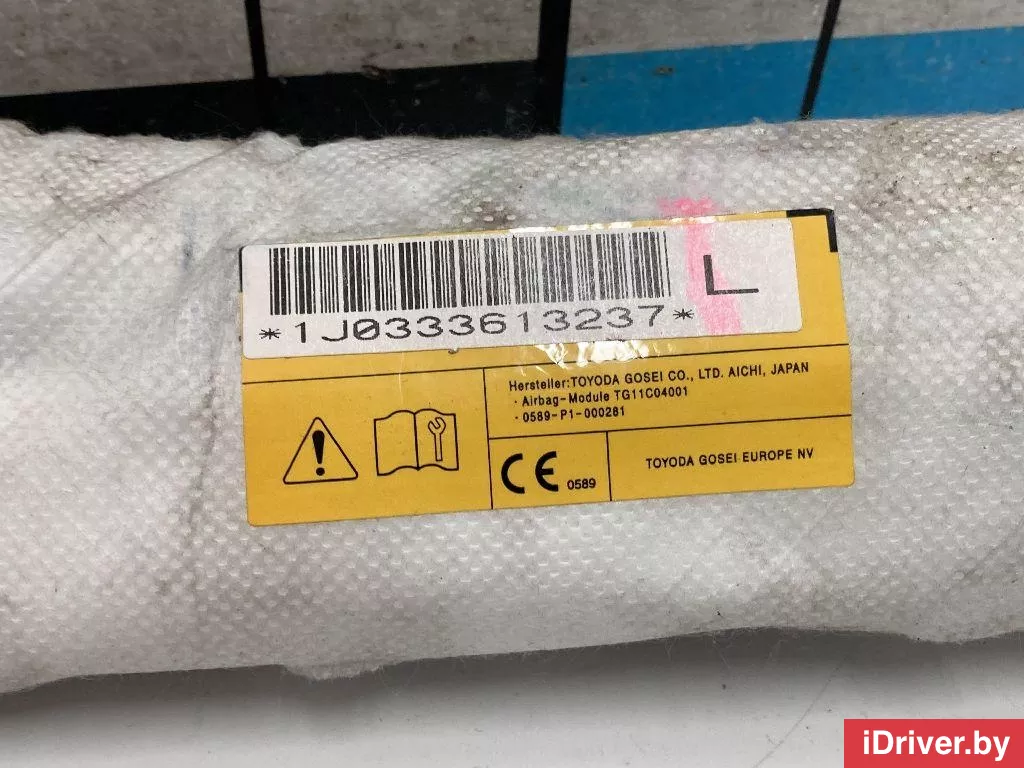 L
*1J0333613237*
Hersteller:TOYODA GOSEI CO., LTD. AICHI, JAPAN
· Airbag-Module TG11C04001
· 0589-P1-000281
CE 0589
TOYODA GOSEI EUROPE NV
iDriver.by